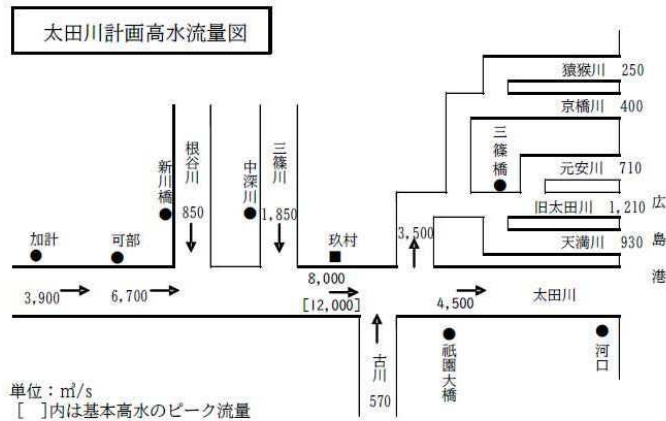 太田川計画高水流量図
猿猴川 250
京橋川 400
三篠橋
元安川 710
旧太田川 1,210
天満川 930
広島港
新川橋
根谷川
850
中深川
三篠川
1,850
加計
可部
玖村
3,500
3,900
6,700
8,000
[12,000]
4,500
太田川
古川
570
祇園大橋
河口
単位:㎥/s
[ ]内は基本高水のピーク流量